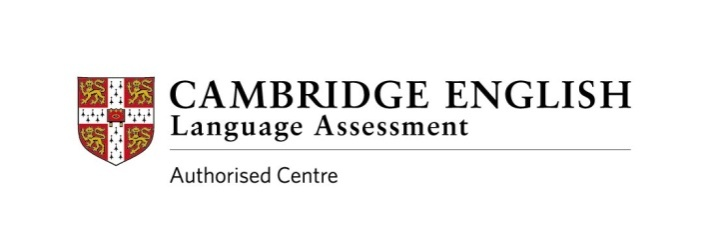 CAMBRIDGE ENGLISH
Language Assessment
Authorised Centre